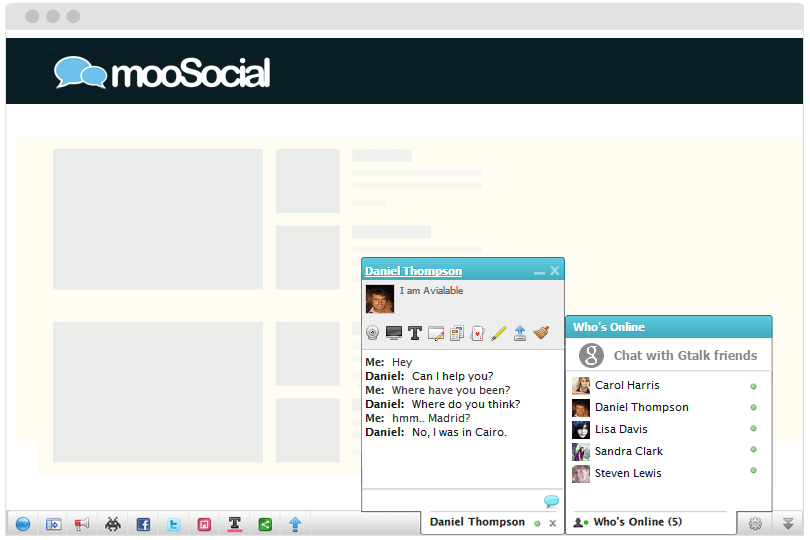 mooSocial
Daniel Thompson
I am Avialable
Me: Hey
Daniel: Can I help you?
Me: Where have you been?
Daniel: Where do you think?
Me: hmm.. Madrid?
Daniel: No, I was in Cairo.
Who's Online
g Chat with Gtalk friends
Carol Harris
Daniel Thompson
Lisa Davis
Sandra Clark
Steven Lewis
Daniel Thompson x
Who's Online (5)